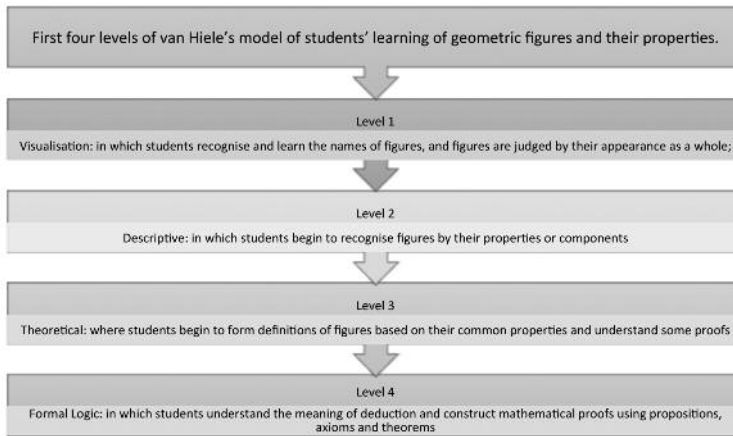 First four levels of van Hiele's model of students' learning of geometric figures and their properties.
Level 1
Visualisation: in which students recognise and learn the names of figures, and figures are judged by their appearance as a whole;
Level 2
Descriptive: in which students begin to recognise figures by their properties or components
Level 3
Theoretical: where students begin to form definitions of figures based on their common properties and understand some proofs
Level 4
Formal Logic: in which students understand the meaning of deduction and construct mathematical proofs using propositions,
axioms and theorems